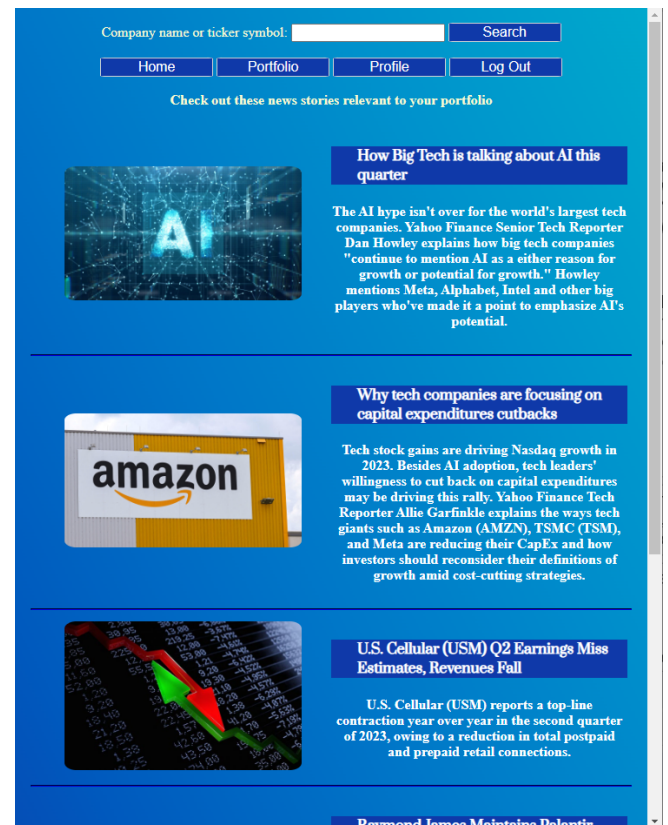 Company name or ticker symbol:
Search
Home
Portfolio
Profile
Log Out
Check out these news stories relevant to your portfolio
How Big Tech is talking about AI this
quarter
AI
The AI hype isn't over for the world's largest tech
companies. Yahoo Finance Senior Tech Reporter
Dan Howley explains how big tech companies
"continue to mention AI as a either reason for
growth or potential for growth." Howley
mentions Meta, Alphabet, Intel and other big
players who've made it a point to emphasize AI's
potential.
Why tech companies are focusing on
capital expenditures cutbacks
amazon
Tech stock gains are driving Nasdaq growth in
2023. Besides AI adoption, tech leaders'
willingness to cut back on capital expenditures
may be driving this rally. Yahoo Finance Tech
Reporter Allie Garfinkle explains the ways tech
giants such as Amazon (AMZN), TSMC (TSM),
and Meta are reducing their CapEx and how
investors should reconsider their definitions of
growth amid cost-cutting strategies.
U.S. Cellular (USM) Q2 Earnings Miss
Estimates, Revenues Fall
U.S. Cellular (USM) reports a top-line
contraction year over year in the second quarter
of 2023, owing to a reduction in total postpaid
and prepaid retail connections.
Raymond James Maintains Palantir